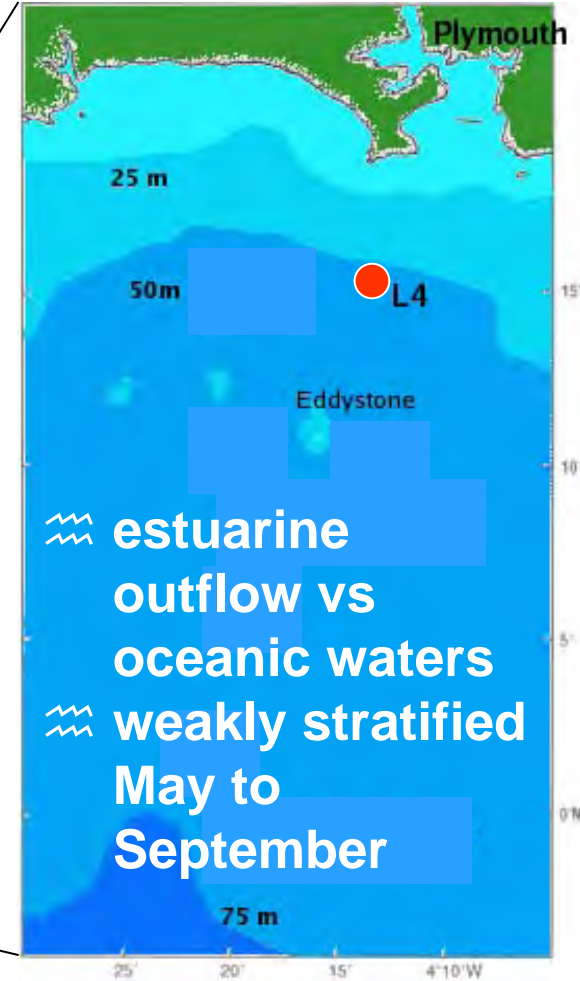 Plymouth
25 m
50m
L4
15'
Eddystone
10'
≈ estuarine
outflow vs
oceanic waters
5'
≈ weakly stratified
May to
0'N
September
75 m
25' 20' 15' 4°10'W